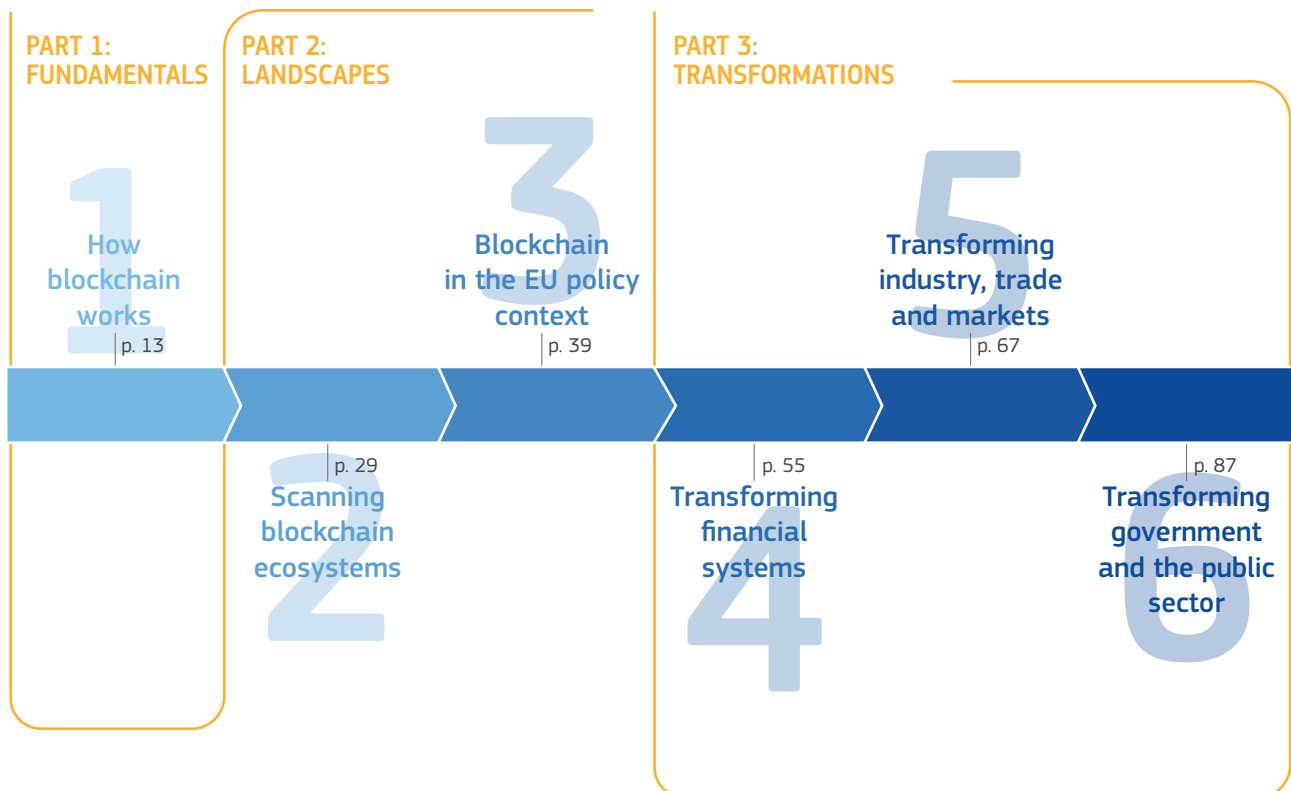 PART 1:
FUNDAMENTALS
PART 2:
LANDSCAPES
PART 3:
TRANSFORMATIONS
1
How
blockchain
works
p. 13
3
Blockchain
in the EU policy
context
p. 39
5
Transforming
industry, trade
and markets
p. 67
p. 29
2
Scanning
blockchain
ecosystems
p. 55
4
Transforming
financial
systems
p. 87
6
Transforming
government
and the public
sector